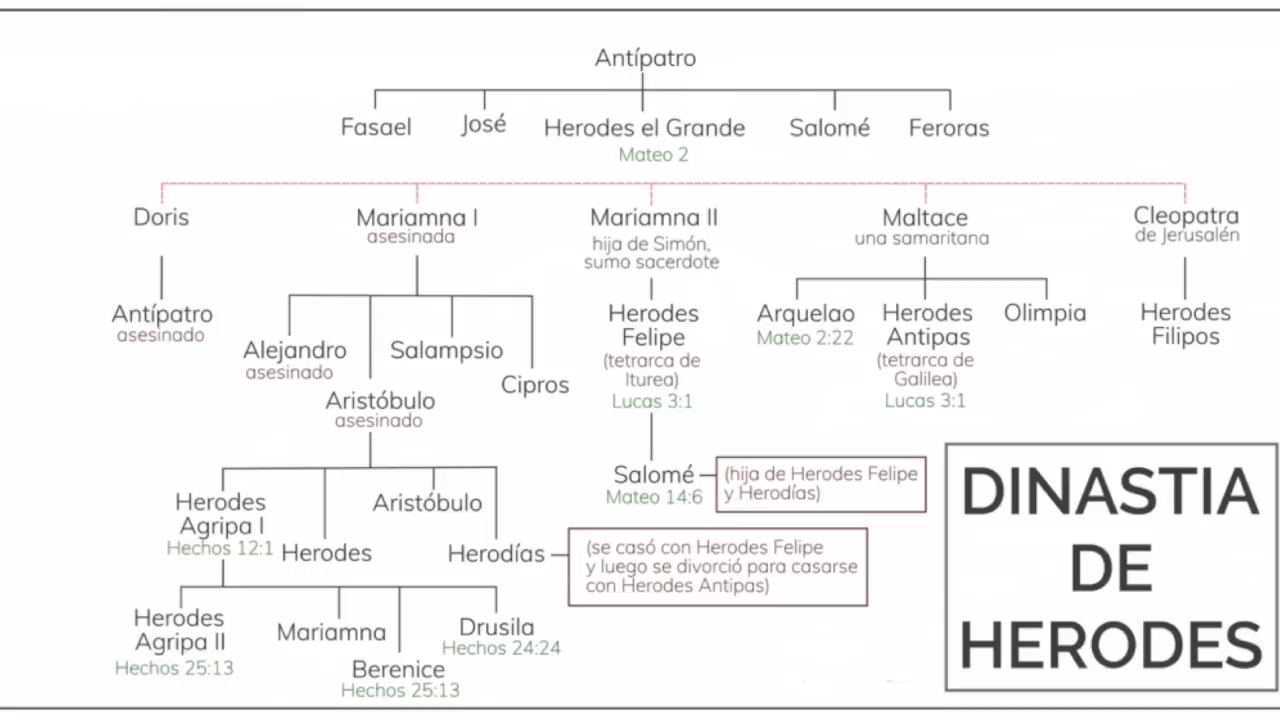 Antípatro
Fasael
José
Herodes el Grande
Salomé
Feroras
Mateo 2
Doris
Mariamna I
asesinada
Mariamna II
hija de Simón,
sumo sacerdote
Maltace
una samaritana
Cleopatra
de Jerusalén
Antípatro
asesinado
Alejandro
asesinado
Salampsio
Cipros
Aristóbulo
asesinado
Herodes
Felipe
(tetrarca de
Iturea)
Lucas 3:1
Arquelao
Mateo 2:22
Herodes
Antipas
(tetrarca de
Galilea)
Lucas 3:1
Olimpia
Herodes
Filipos
Salomé
Mateo 14:6
(hija de Herodes Felipe
y Herodías)
Herodes
Agripa I
Hechos 12:1
Herodes
Aristóbulo
Herodías
(se casó con Herodes Felipe
y luego se divorció para casarse
con Herodes Antipas)
Herodes
Agripa II
Hechos 25:13
Mariamna
Berenice
Hechos 25:13
Drusila
Hechos 24:24
DINASTIA
DE
HERODES